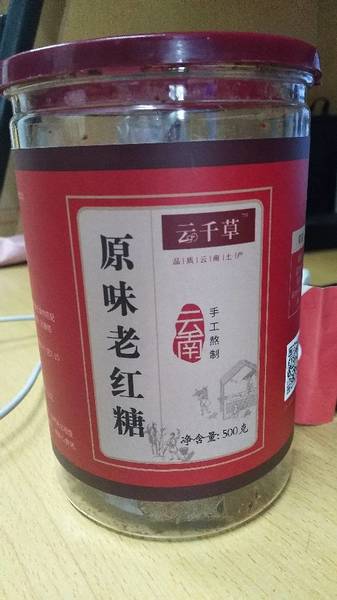 云千草
品质云南土产
原味老红糖
云南
手工熬制
净含量:500克